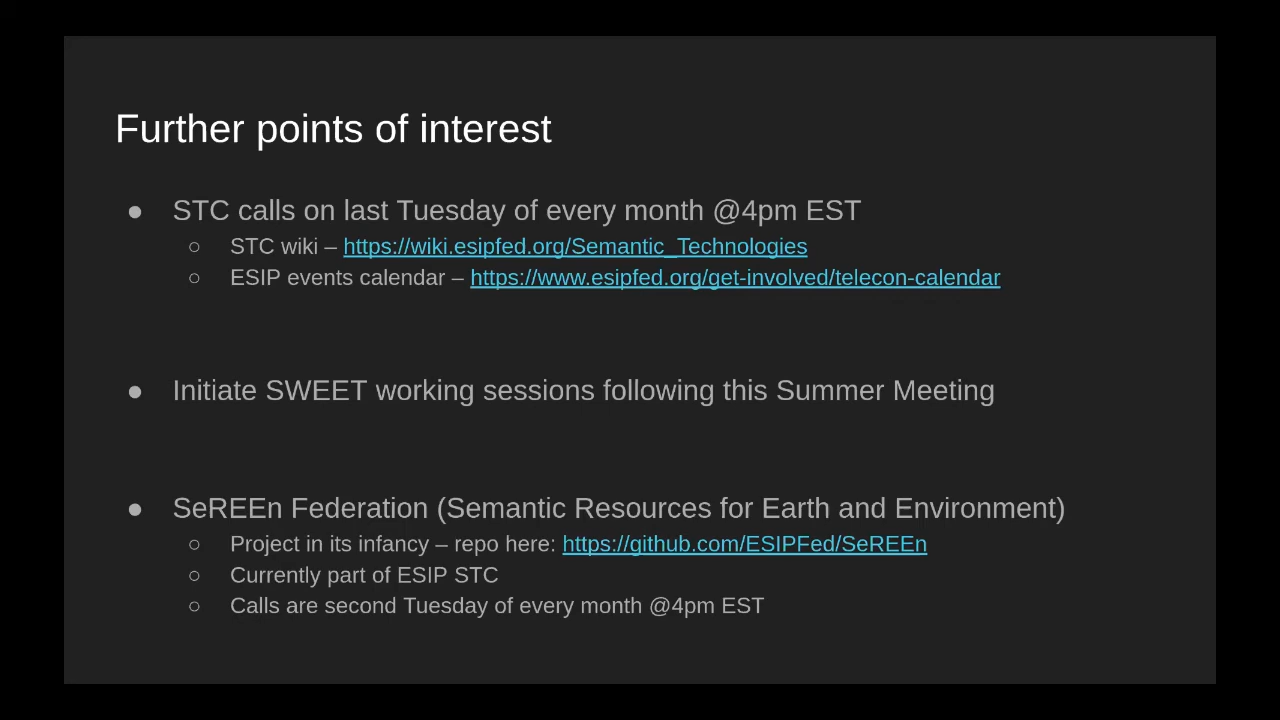 Further points of interest
● STC calls on last Tuesday of every month @4pm EST
○ STC wiki – https://wiki.esipfed.org/Semantic_Technologies
○ ESIP events calendar – https://www.esipfed.org/get-involved/telecon-calendar
● Initiate SWEET working sessions following this Summer Meeting
● SeREEn Federation (Semantic Resources for Earth and Environment)
○ Project in its infancy – repo here: https://github.com/ESIPFed/SeREEn
○ Currently part of ESIP STC
○ Calls are second Tuesday of every month @4pm EST